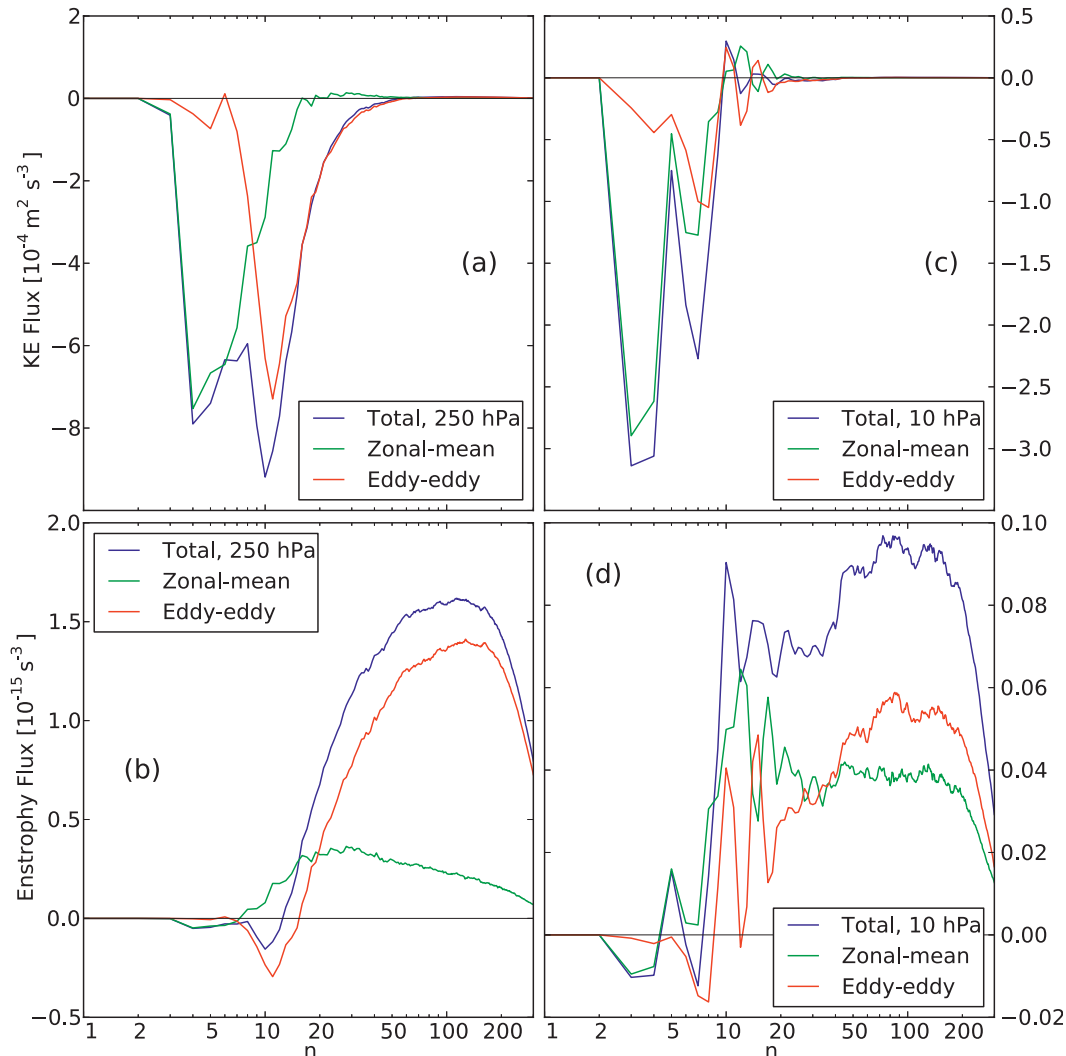 KE Flux [10⁻⁴ m² s⁻³]
2
0
−2
−4
−6
−8
(a)
Total, 250 hPa
Zonal-mean
Eddy-eddy
0.5
0.0
−0.5
−1.0
−1.5
−2.0
−2.5
−3.0
(c)
Total, 10 hPa
Zonal-mean
Eddy-eddy
Enstrophy Flux [10⁻¹⁵ s⁻³]
2.0
1.5
1.0
0.5
0.0
−0.5
Total, 250 hPa
Zonal-mean
Eddy-eddy
(b)
1 2 5 10 20 50 100 200
n
0.10
0.08
0.06
0.04
0.02
0.00
−0.02
(d)
Total, 10 hPa
Zonal-mean
Eddy-eddy
1 2 5 10 20 50 100 200
n